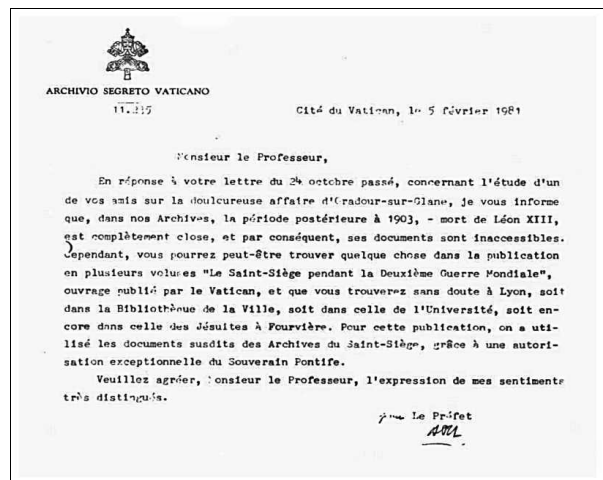 ARCHIVIO SEGRETO VATICANO
Cité du Vatican, le 5 février 1981
Monsieur le Professeur,
En réponse à votre lettre du 24 octobre passé, concernant l'étude d'un
de vos amis sur la doulcureuse affaire d'Oradour-sur-Glane, je vous informe
que, dans nos Archives, la période postérieure à 1903, - mort de Léon XIII,
est complètement close, et par conséquent, ses documents sont inaccessibles.
Cependant, vous pourrez peut-être trouver quelque chose dans la publication
en plusieurs volumes "Le Saint-Siège pendant la Deuxième Guerre Mondiale",
ouvrage publié par le Vatican, et que vous trouverez sans doute à Lyon, soit
dans la Bibliothèque de la Ville, soit dans celle de l'Université, soit en-
core dans celle des Jésuites à Fourvière. Pour cette publication, on a uti-
lisé les documents susdits des Archives du Saint-Siège, grâce à une autori-
sation exceptionnelle du Souverain Pontife.
Veuillez agréer, Monsieur le Professeur, l'expression de mes sentiments
très distingués.
Le Préfet